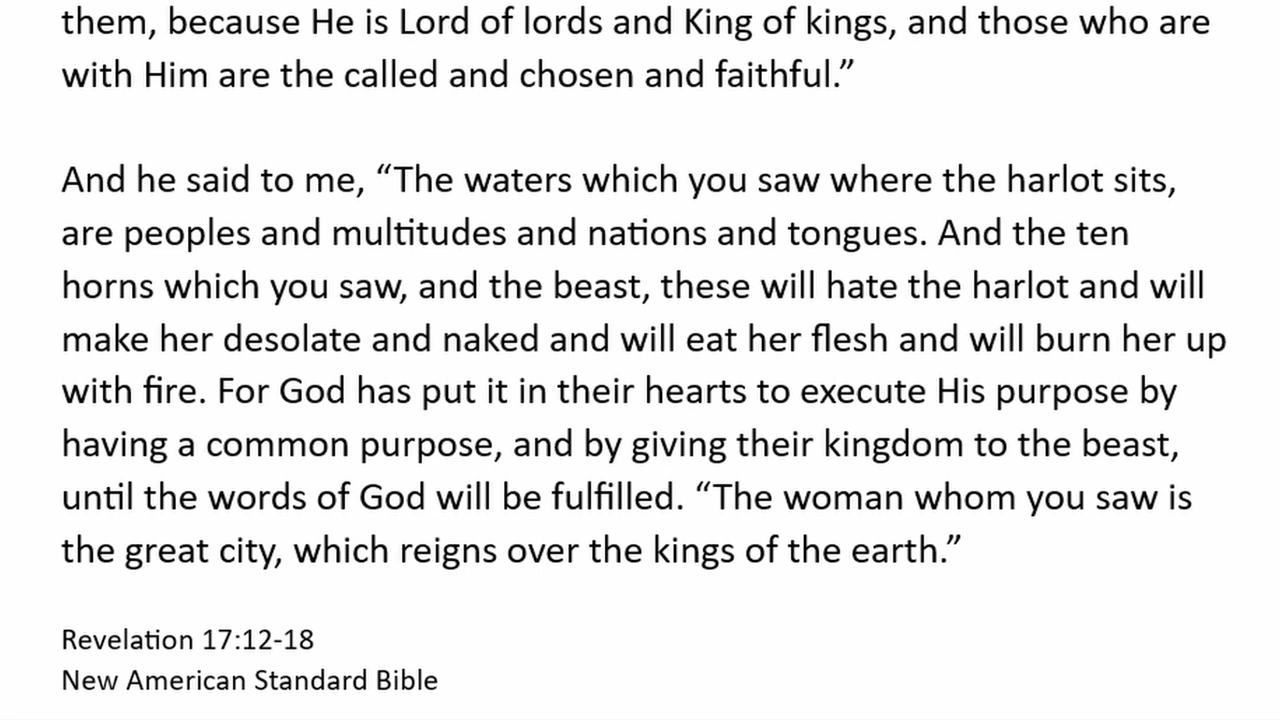 them, because He is Lord of lords and King of kings, and those who are
with Him are the called and chosen and faithful.”
And he said to me, “The waters which you saw where the harlot sits,
are peoples and multitudes and nations and tongues. And the ten
horns which you saw, and the beast, these will hate the harlot and will
make her desolate and naked and will eat her flesh and will burn her up
with fire. For God has put it in their hearts to execute His purpose by
having a common purpose, and by giving their kingdom to the beast,
until the words of God will be fulfilled. “The woman whom you saw is
the great city, which reigns over the kings of the earth.”
Revelation 17:12-18
New American Standard Bible